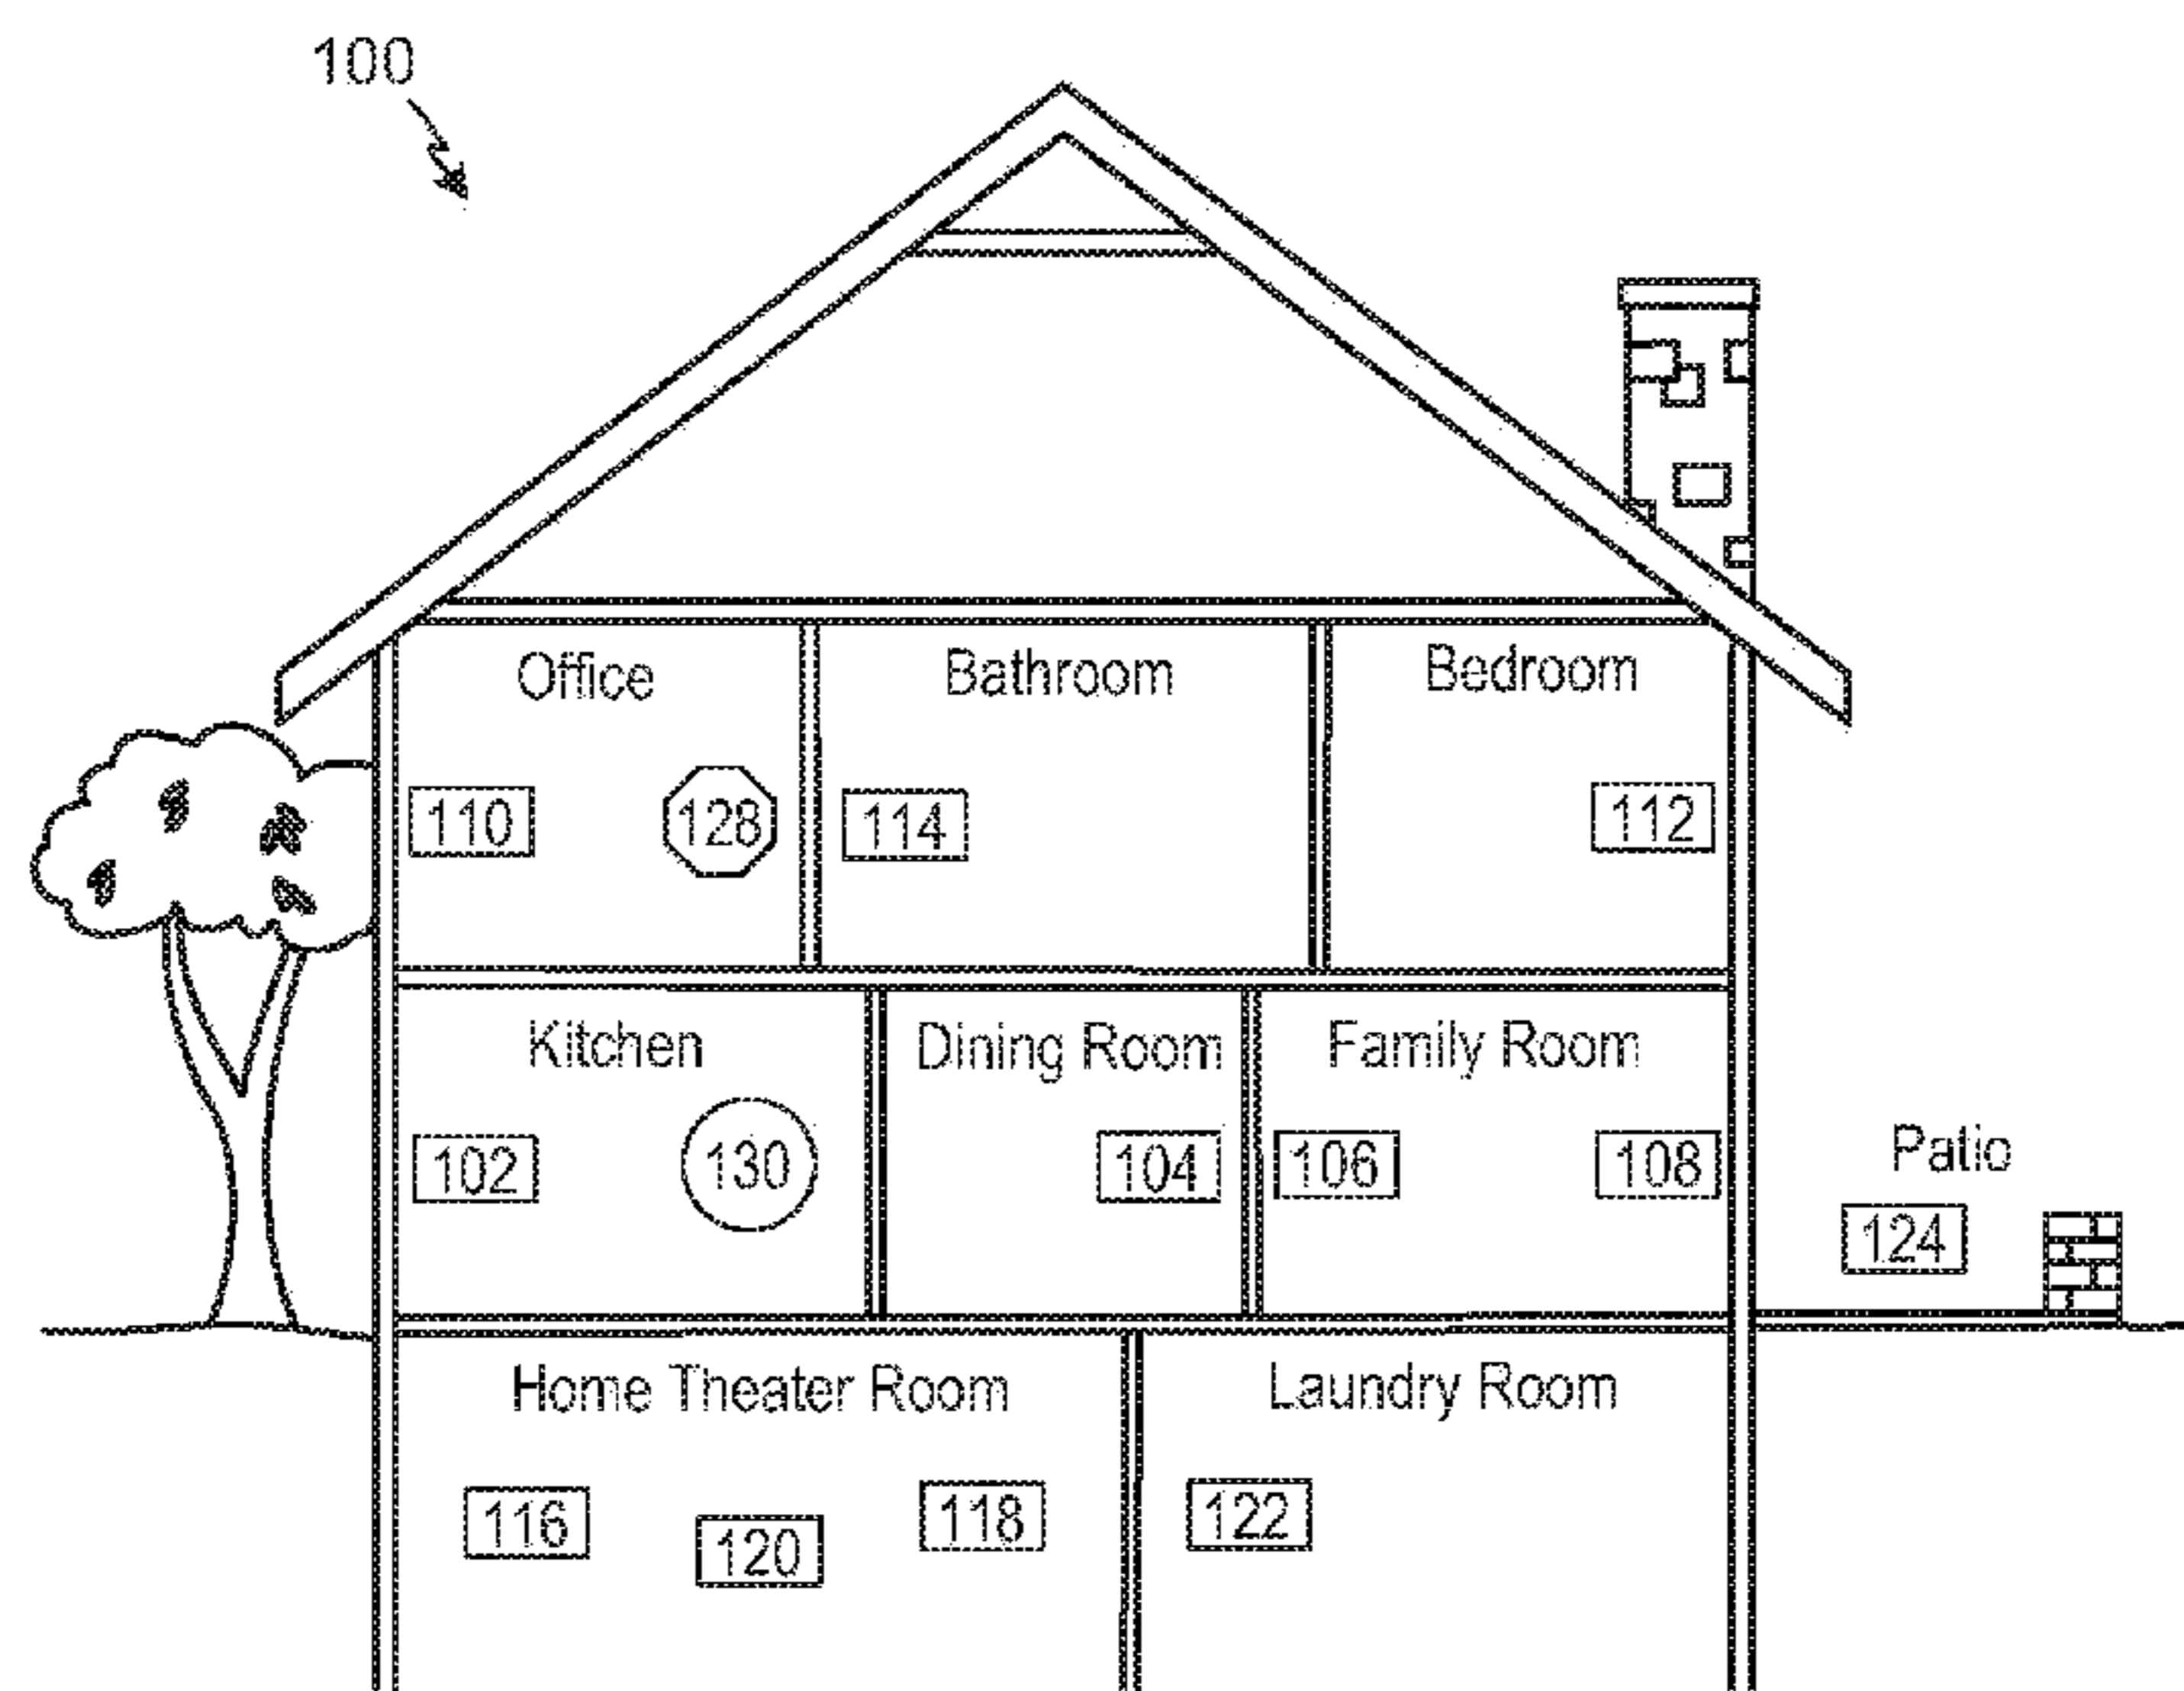 100
Office
Bathroom
Bedroom
110
128
114
112
Kitchen
Dining Room
Family Room
102
130
104
106
108
Patio
124
Home Theater Room
Laundry Room
116
120
118
122